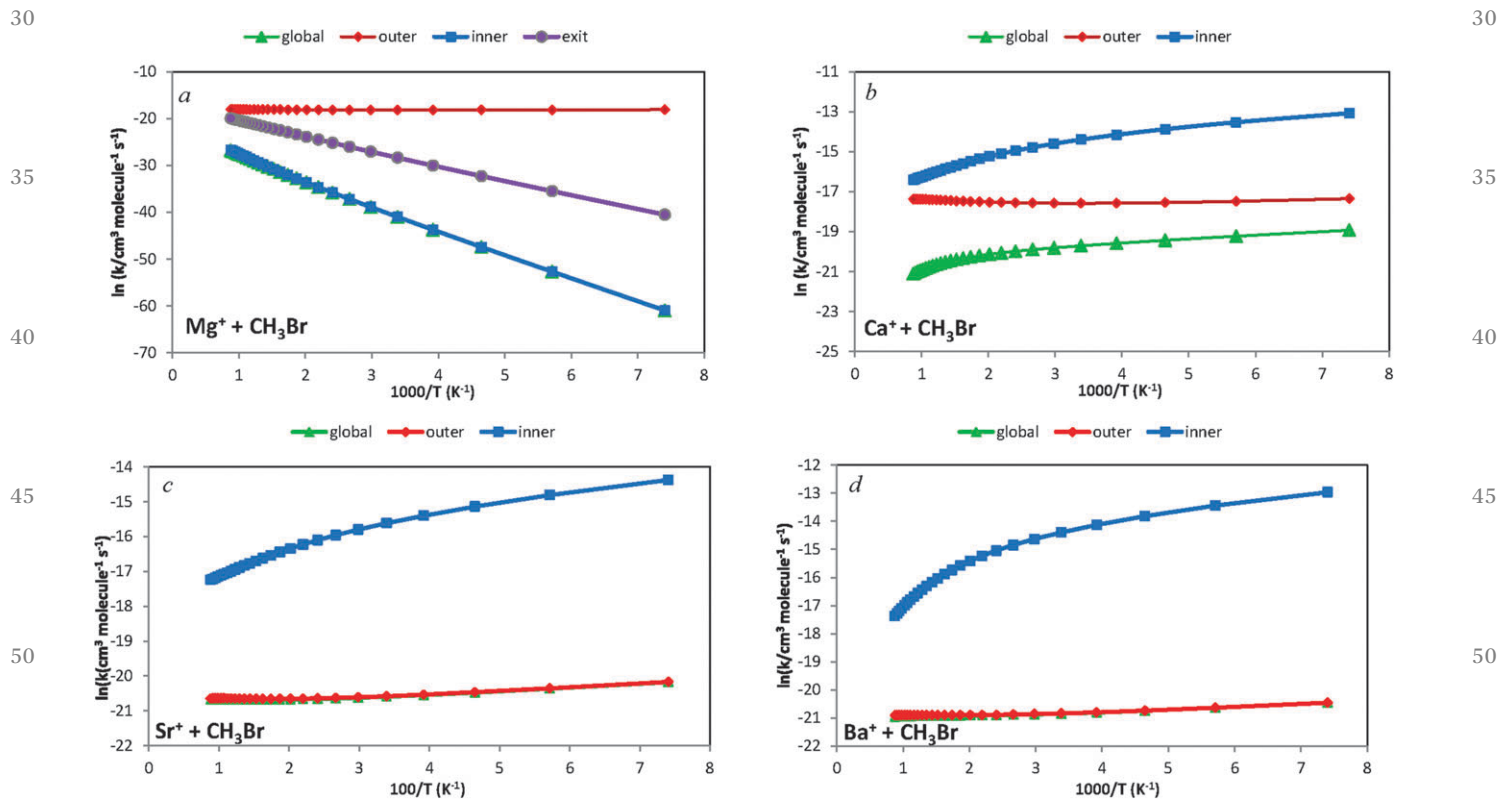 30 30
global outer inner exit
global outer inner
a
b
-10
-20
-30
-40
-50
-60
-70
ln (k/cm³ molecule⁻¹ s⁻¹)
Mg⁺ + CH₃Br
0 1 2 3 4 5 6 7 8
1000/T (K⁻¹)
-11
-13
-15
-17
-19
-21
-23
-25
ln (k/cm³ molecule⁻¹ s⁻¹)
Ca⁺ + CH₃Br
0 1 2 3 4 5 6 7 8
1000/T (K⁻¹)
35 35
40 40
global outer inner
global outer inner
c
d
-14
-15
-16
-17
-18
-19
-20
-21
-22
ln(k(cm³ molecule⁻¹ s⁻¹)
Sr⁺ + CH₃Br
0 1 2 3 4 5 6 7 8
100/T (K⁻¹)
-12
-13
-14
-15
-16
-17
-18
-19
-20
-21
-22
ln(k/cm³ molecule⁻¹ s⁻¹)
Ba⁺ + CH₃Br
0 1 2 3 4 5 6 7 8
1000/T (K⁻¹)
45 45
50 50